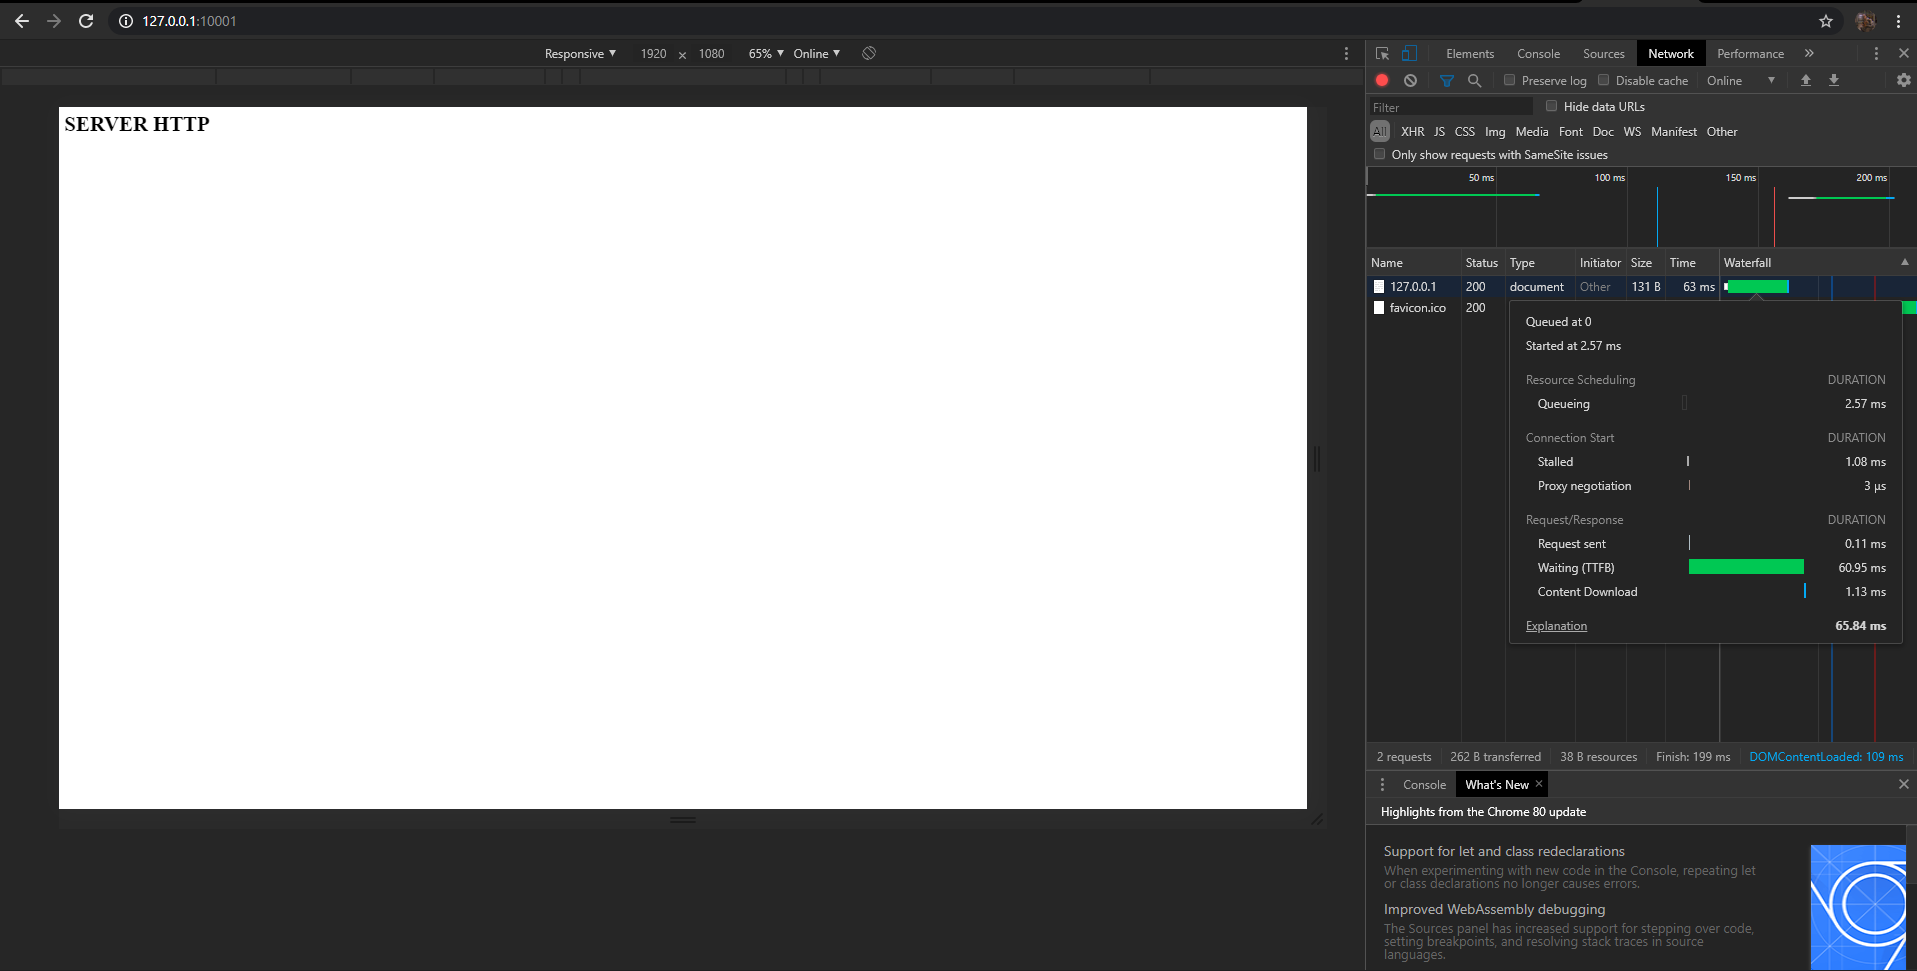 127.0.0.1:10001
Responsive ▼ 1920 × 1080 65% ▼ Online ▼
SERVER HTTP
Elements Console Sources Network Performance »
Preserve log Disable cache Online ▼
Filter Hide data URLs
All XHR JS CSS Img Media Font Doc WS Manifest Other
Only show requests with SameSite issues
50 ms 100 ms 150 ms 200 ms
Name Status Type Initiator Size Time Waterfall
127.0.0.1 200 document Other 131 B 63 ms
favicon.ico 200
Queued at 0
Started at 2.57 ms
Resource Scheduling DURATION
Queueing 2.57 ms
Connection Start DURATION
Stalled 1.08 ms
Proxy negotiation 3 µs
Request/Response DURATION
Request sent 0.11 ms
Waiting (TTFB) 60.95 ms
Content Download 1.13 ms
Explanation 65.84 ms
2 requests 262 B transferred 38 B resources Finish: 199 ms DOMContentLoaded: 109 ms
Console What's New ×
Highlights from the Chrome 80 update
Support for let and class redeclarations
When experimenting with new code in the Console, repeating let
or class declarations no longer causes errors.
Improved WebAssembly debugging
The Sources panel has increased support for stepping over code,
setting breakpoints, and resolving stack traces in source
languages.